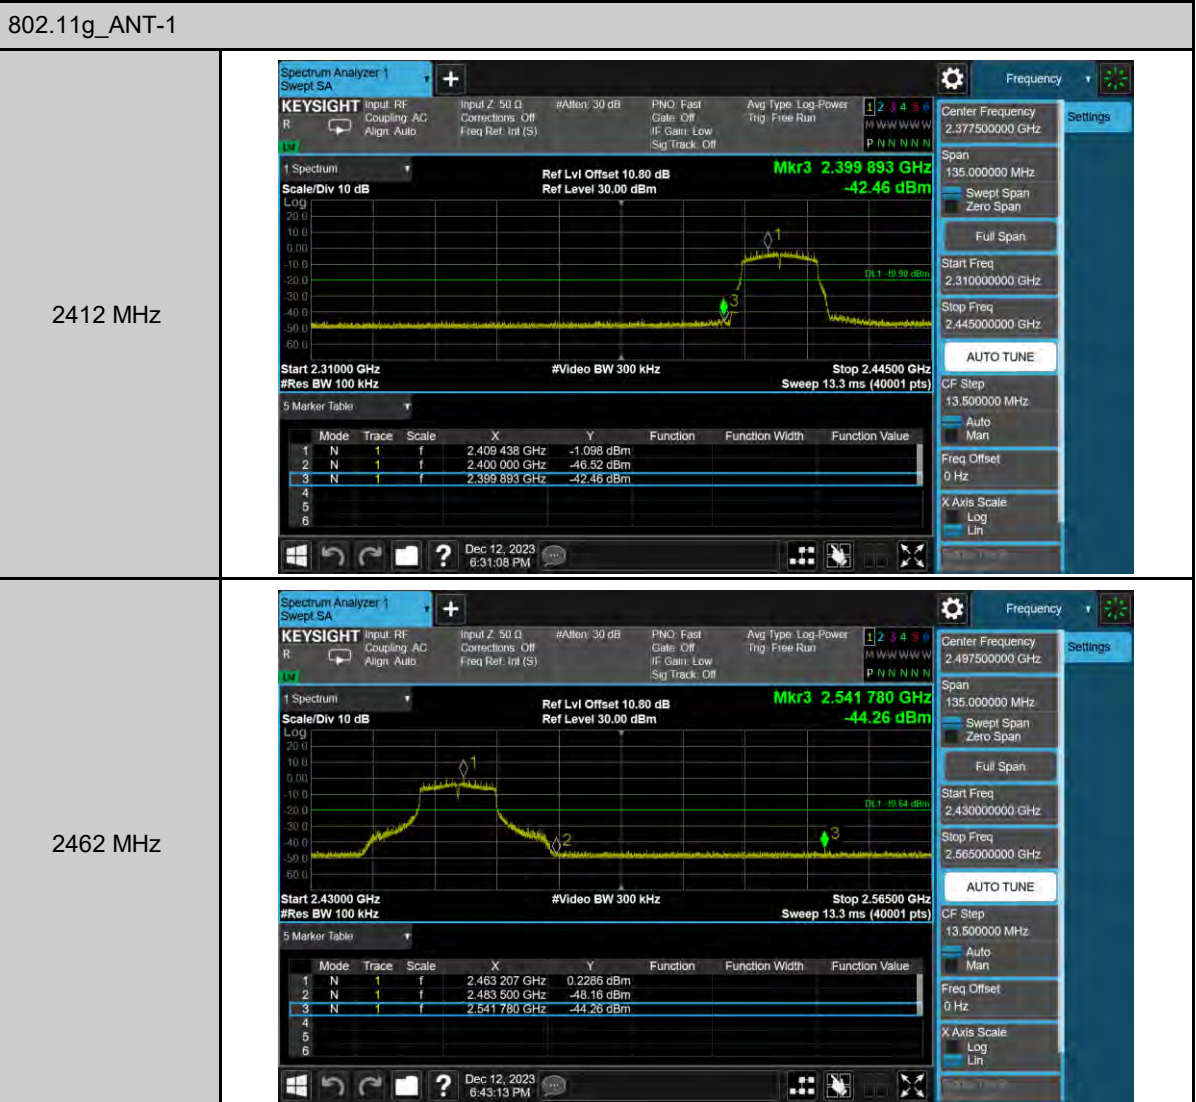 802.11g_ANT-1
2412 MHz
Spectrum Analyzer 1
Swept SA
Frequency
KEYSIGHT
R
Input: RF
Coupling: AC
Align: Auto
Input Z: 50 Ω
Corrections: Off
Freq Ref: Int (S)
#Atten: 30 dB
PNO: Fast
Gate: Off
IF Gain: Low
Sig Track: Off
Avg Type: Log-Power
Trig: Free Run
1 2 3 4 5 6
M W W W W W
P N N N N N
1 Spectrum
Scale/Div 10 dB
Ref Lvl Offset 10.80 dB
Ref Level 30.00 dBm
Mkr3 2.399 893 GHz
-42.46 dBm
Log
20.0
10.0
0.00
-10.0
-20.0
-30.0
-40.0
-50.0
-60.0
1
3
DL1 -19.90 dBm
Start 2.31000 GHz
#Res BW 100 kHz
#Video BW 300 kHz
Stop 2.44500 GHz
Sweep 13.3 ms (40001 pts)
5 Marker Table
Mode Trace Scale X Y Function Function Width Function Value
1 N 1 f 2.409 438 GHz -1.098 dBm
2 N 1 f 2.400 000 GHz -46.52 dBm
3 N 1 f 2.399 893 GHz -42.46 dBm
4
5
6
?
Dec 12, 2023
6:31:08 PM
Center Frequency
2.377500000 GHz
Settings
Span
135.000000 MHz
Swept Span
Zero Span
Full Span
Start Freq
2.310000000 GHz
Stop Freq
2.445000000 GHz
AUTO TUNE
CF Step
13.500000 MHz
Auto
Man
Freq Offset
0 Hz
X Axis Scale
Log
Lin
2462 MHz
Spectrum Analyzer 1
Swept SA
Frequency
KEYSIGHT
R
Input: RF
Coupling: AC
Align: Auto
Input Z: 50 Ω
Corrections: Off
Freq Ref: Int (S)
#Atten: 30 dB
PNO: Fast
Gate: Off
IF Gain: Low
Sig Track: Off
Avg Type: Log-Power
Trig: Free Run
1 2 3 4 5 6
M W W W W W
P N N N N N
1 Spectrum
Scale/Div 10 dB
Ref Lvl Offset 10.80 dB
Ref Level 30.00 dBm
Mkr3 2.541 780 GHz
-44.26 dBm
Log
20.0
10.0
0.00
-10.0
-20.0
-30.0
-40.0
-50.0
-60.0
1
2
3
DL1 -19.64 dBm
Start 2.43000 GHz
#Res BW 100 kHz
#Video BW 300 kHz
Stop 2.56500 GHz
Sweep 13.3 ms (40001 pts)
5 Marker Table
Mode Trace Scale X Y Function Function Width Function Value
1 N 1 f 2.463 207 GHz 0.2286 dBm
2 N 1 f 2.483 500 GHz -48.16 dBm
3 N 1 f 2.541 780 GHz -44.26 dBm
4
5
6
?
Dec 12, 2023
6:43:13 PM
Center Frequency
2.497500000 GHz
Settings
Span
135.000000 MHz
Swept Span
Zero Span
Full Span
Start Freq
2.430000000 GHz
Stop Freq
2.565000000 GHz
AUTO TUNE
CF Step
13.500000 MHz
Auto
Man
Freq Offset
0 Hz
X Axis Scale
Log
Lin